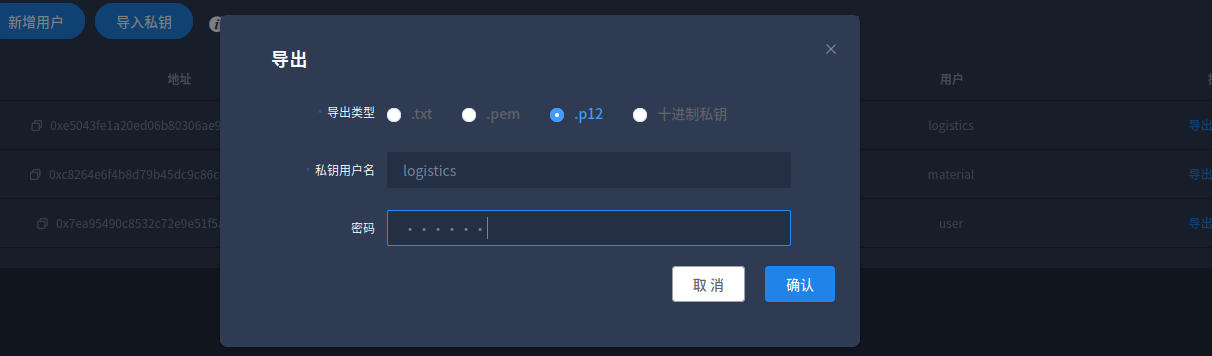 新增用户
导入私钥
导出
地址
用户
导出类型
.txt
.pem
.p12
十进制私钥
0xe5043fe1a20ed06b80306ae9
logistics
导出
私钥用户名
logistics
0xc8264e6f4b8d79b45dc9c86c
material
导出
0x7ea95490c8532c72e9e51f5
user
导出
密码
取消
确认